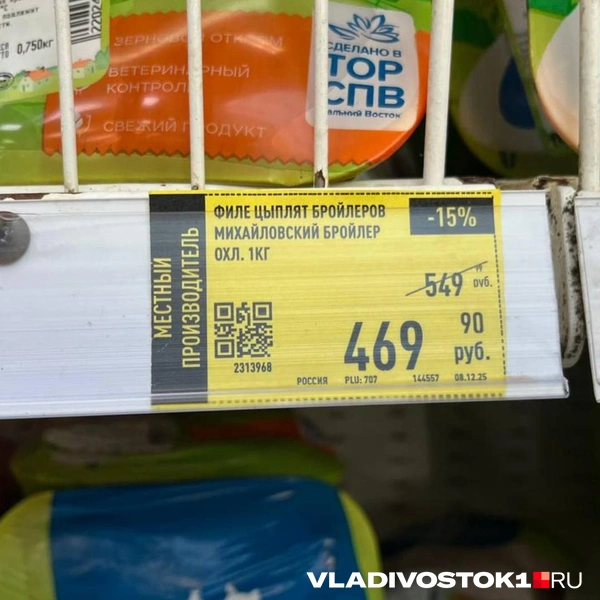 0,750кг
ЗЕРНОВОЙ ОТКОРМ
ВЕТЕРИНАРНЫЙ
КОНТРОЛЬ
СВЕЖИЙ ПРОДУКТ
СДЕЛАНО В
ТОР
СПВ
альний Восток
МЕСТНЫЙ
ПРОИЗВОДИТЕЛЬ
ФИЛЕ ЦЫПЛЯТ БРОЙЛЕРОВ
МИХАЙЛОВСКИЙ БРОЙЛЕР
ОХЛ. 1КГ
-15%
549 руб.
469 90 руб.
2313968
РОССИЯ PLU: 707 144557 08.12.25
VLADIVOSTOK1.RU